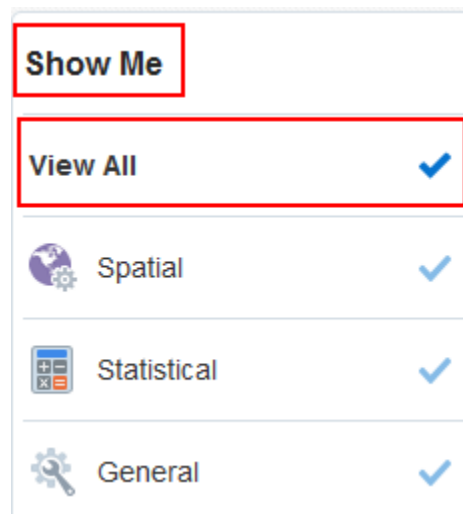 Show Me
View All
Spatial
Statistical
General